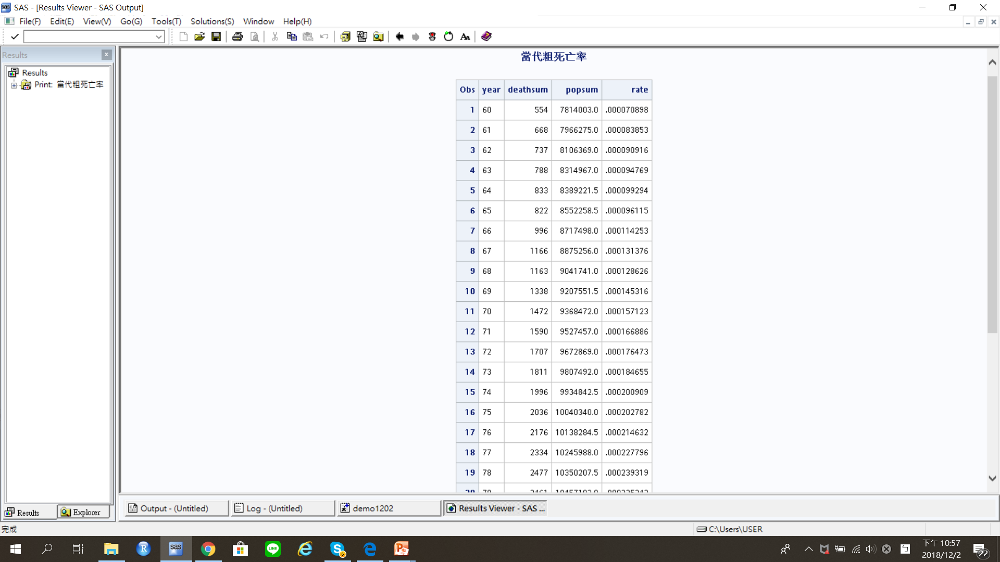 SAS - [Results Viewer - SAS Output]
File(F) Edit(E) View(V) Go(G) Tools(T) Solutions(S) Window Help(H)
Results
Results
Print: 當代粗死亡率
當代粗死亡率
Obs year deathsum popsum rate
1 60 554 7814003.0 .000070898
2 61 668 7966275.0 .000083853
3 62 737 8106369.0 .000090916
4 63 788 8314967.0 .000094769
5 64 833 8389221.5 .000099294
6 65 822 8552258.5 .000096115
7 66 996 8717498.0 .000114253
8 67 1166 8875256.0 .000131376
9 68 1163 9041741.0 .000128626
10 69 1338 9207551.5 .000145316
11 70 1472 9368472.0 .000157123
12 71 1590 9527457.0 .000166886
13 72 1707 9672869.0 .000176473
14 73 1811 9807492.0 .000184655
15 74 1996 9934842.5 .000200909
16 75 2036 10040340.0 .000202782
17 76 2176 10138284.5 .000214632
18 77 2334 10245988.0 .000227796
19 78 2477 10350207.5 .000239319
Results Explorer
Output - (Untitled) Log - (Untitled) demo1202 Results Viewer - SAS ...
完成 C:\Users\USER
下午 10:57
2018/12/2
22